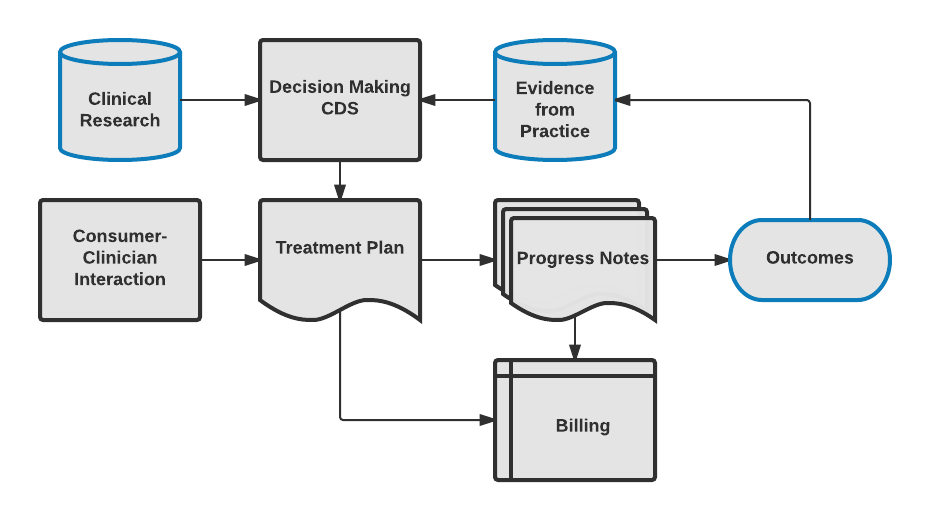 Clinical
Research
Decision Making
CDS
Evidence
from
Practice
Consumer-
Clinician
Interaction
Treatment Plan
Progress Notes
Outcomes
Billing